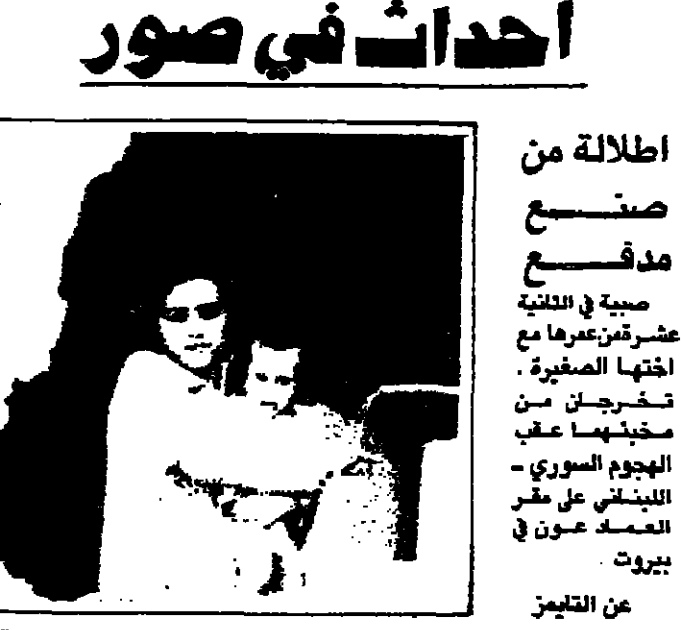 احداث في صور
اطلالة من
صنع
مدفع
صبية في الثانية
عشرة من عمرها مع
اختها الصغيرة .
تخرجان من
مخبئهما عقب
الهجوم السوري -
اللبناني على مقر
العماد عون في
بيروت .
عن التايمز